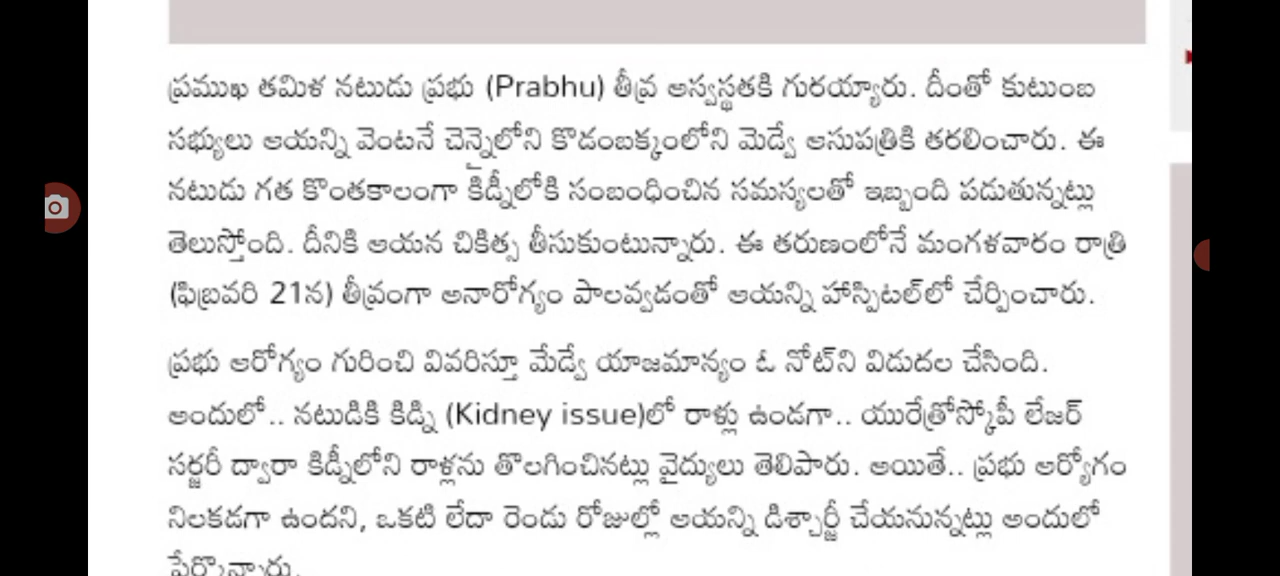 ప్రముఖ తమిళ నటుడు ప్రభు (Prabhu) తీవ్ర అస్వస్థతకి గురయ్యారు. దీంతో కుటుంబ
సభ్యులు ఆయన్ని వెంటనే చెన్నైలోని కొడంబక్కంలోని మెడ్వే ఆసుపత్రికి తరలించారు. ఈ
నటుడు గత కొంతకాలంగా కిడ్నీలోకి సంబంధించిన సమస్యలతో ఇబ్బంది పడుతున్నట్లు
తెలుస్తోంది. దీనికి ఆయన చికిత్స తీసుకుంటున్నారు. ఈ తరుణంలోనే మంగళవారం రాత్రి
(ఫిబ్రవరి 21న) తీవ్రంగా అనారోగ్యం పాలవ్వడంతో ఆయన్ని హాస్పిటల్‌లో చేర్పించారు.
ప్రభు ఆరోగ్యం గురించి వివరిస్తూ మేడ్వే యాజమాన్యం ఓ నోట్‌ని విడుదల చేసింది.
అందులో.. నటుడికి కిడ్ని (Kidney issue)లో రాళ్లు ఉండగా.. యురేత్రోస్కోపీ లేజర్
సర్జరీ ద్వారా కిడ్నీలోని రాళ్లను తొలగించినట్లు వైద్యులు తెలిపారు. అయితే.. ప్రభు ఆర్యోగం
నిలకడగా ఉందని, ఒకటి లేదా రెండు రోజుల్లో ఆయన్ని డిశ్చార్జీ చేయనున్నట్లు అందులో
పేర్కొన్నారు.